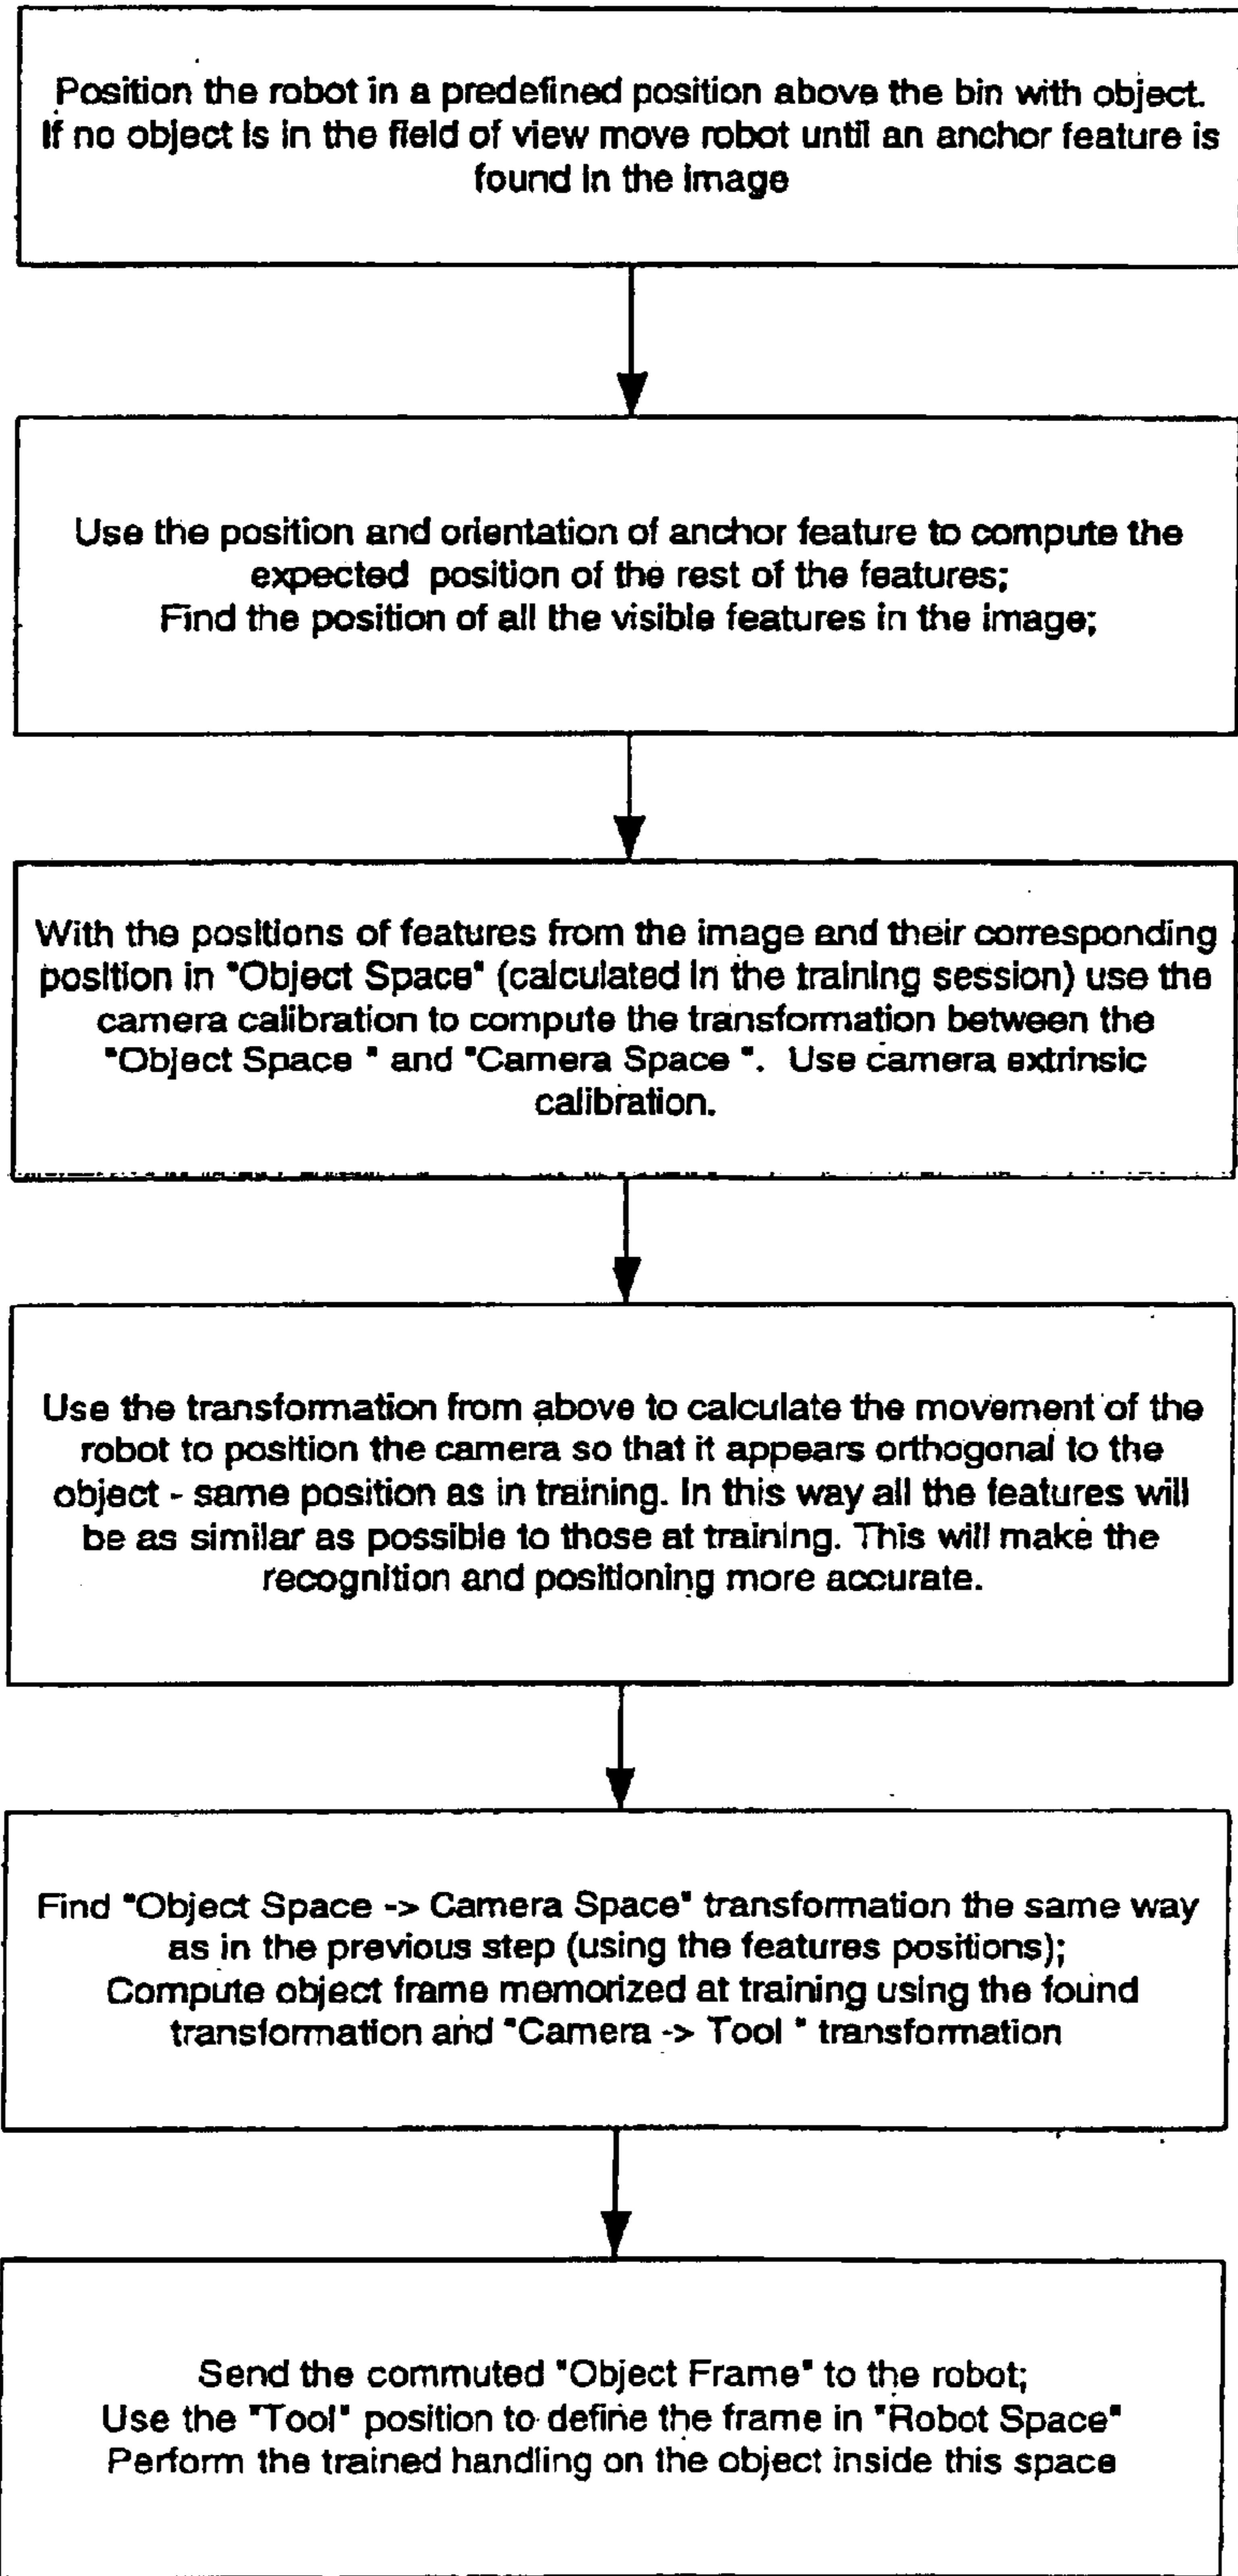 Position the robot in a predefined position above the bin with object.
If no object is in the field of view move robot until an anchor feature is
found in the image
Use the position and orientation of anchor feature to compute the
expected position of the rest of the features;
Find the position of all the visible features in the image;
With the positions of features from the image and their corresponding
position in "Object Space" (calculated in the training session) use the
camera calibration to compute the transformation between the
"Object Space " and "Camera Space ". Use camera extrinsic
calibration.
Use the transformation from above to calculate the movement of the
robot to position the camera so that it appears orthogonal to the
object - same position as in training. In this way all the features will
be as similar as possible to those at training. This will make the
recognition and positioning more accurate.
Find "Object Space -> Camera Space" transformation the same way
as in the previous step (using the features positions);
Compute object frame memorized at training using the found
transformation and "Camera -> Tool " transformation
Send the commuted "Object Frame" to the robot;
Use the "Tool" position to define the frame in "Robot Space"
Perform the trained handling on the object inside this space